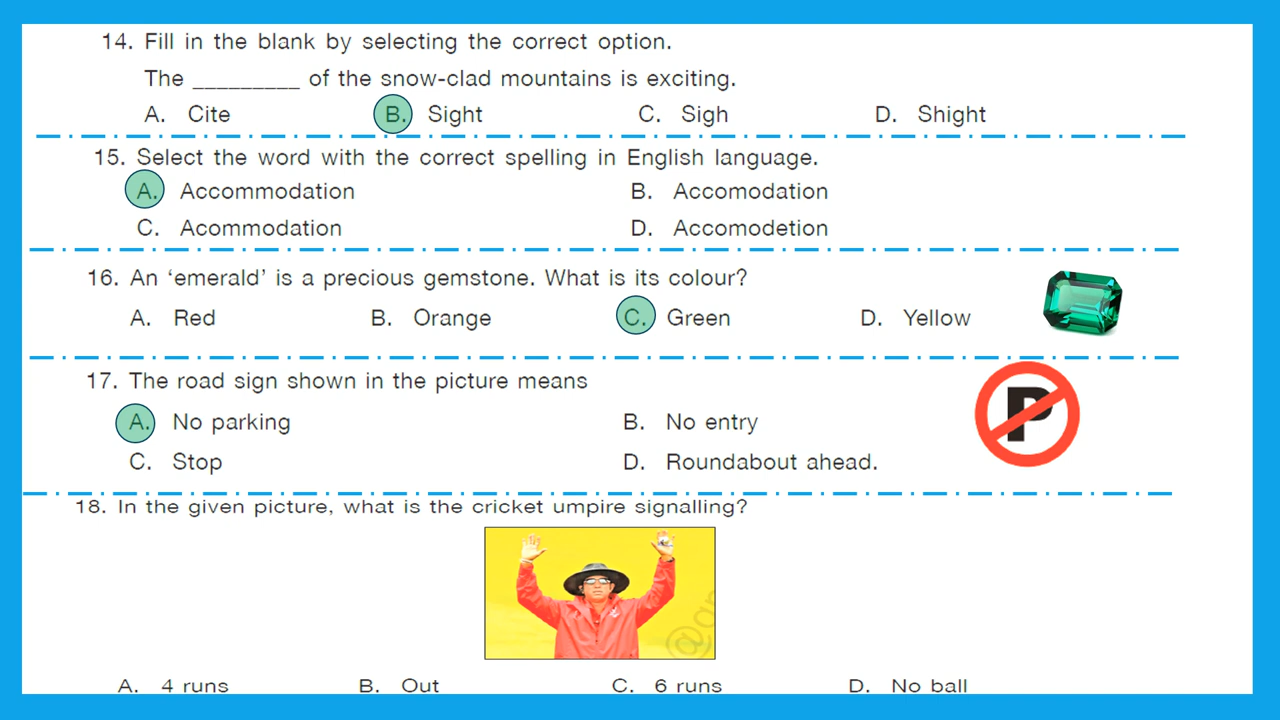 14. Fill in the blank by selecting the correct option.
The _________ of the snow-clad mountains is exciting.
A. Cite B. Sight C. Sigh D. Shight
15. Select the word with the correct spelling in English language.
A. Accommodation B. Accomodation
C. Acommodation D. Accomodetion
16. An ‘emerald’ is a precious gemstone. What is its colour?
A. Red B. Orange C. Green D. Yellow
17. The road sign shown in the picture means
P
A. No parking B. No entry
C. Stop D. Roundabout ahead.
18. In the given picture, what is the cricket umpire signalling?
A. 4 runs B. Out C. 6 runs D. No ball